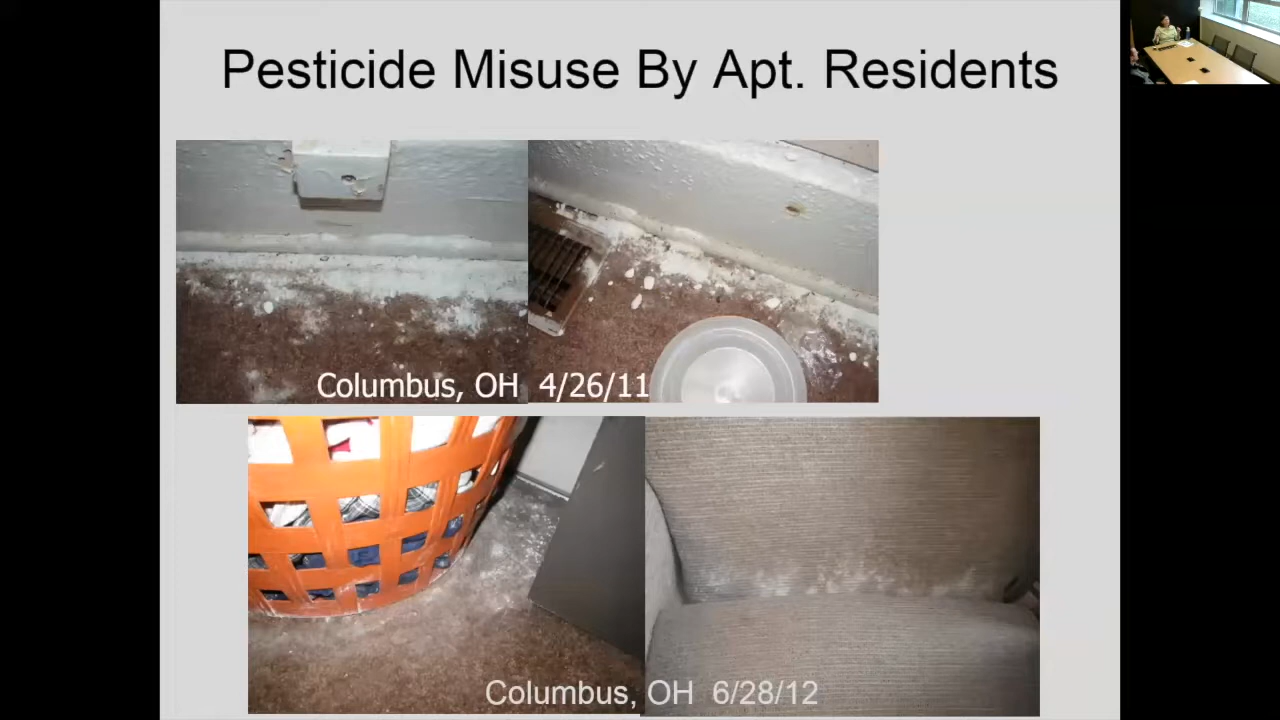 Pesticide Misuse By Apt. Residents
Columbus, OH 4/26/11
Columbus, OH 6/28/12